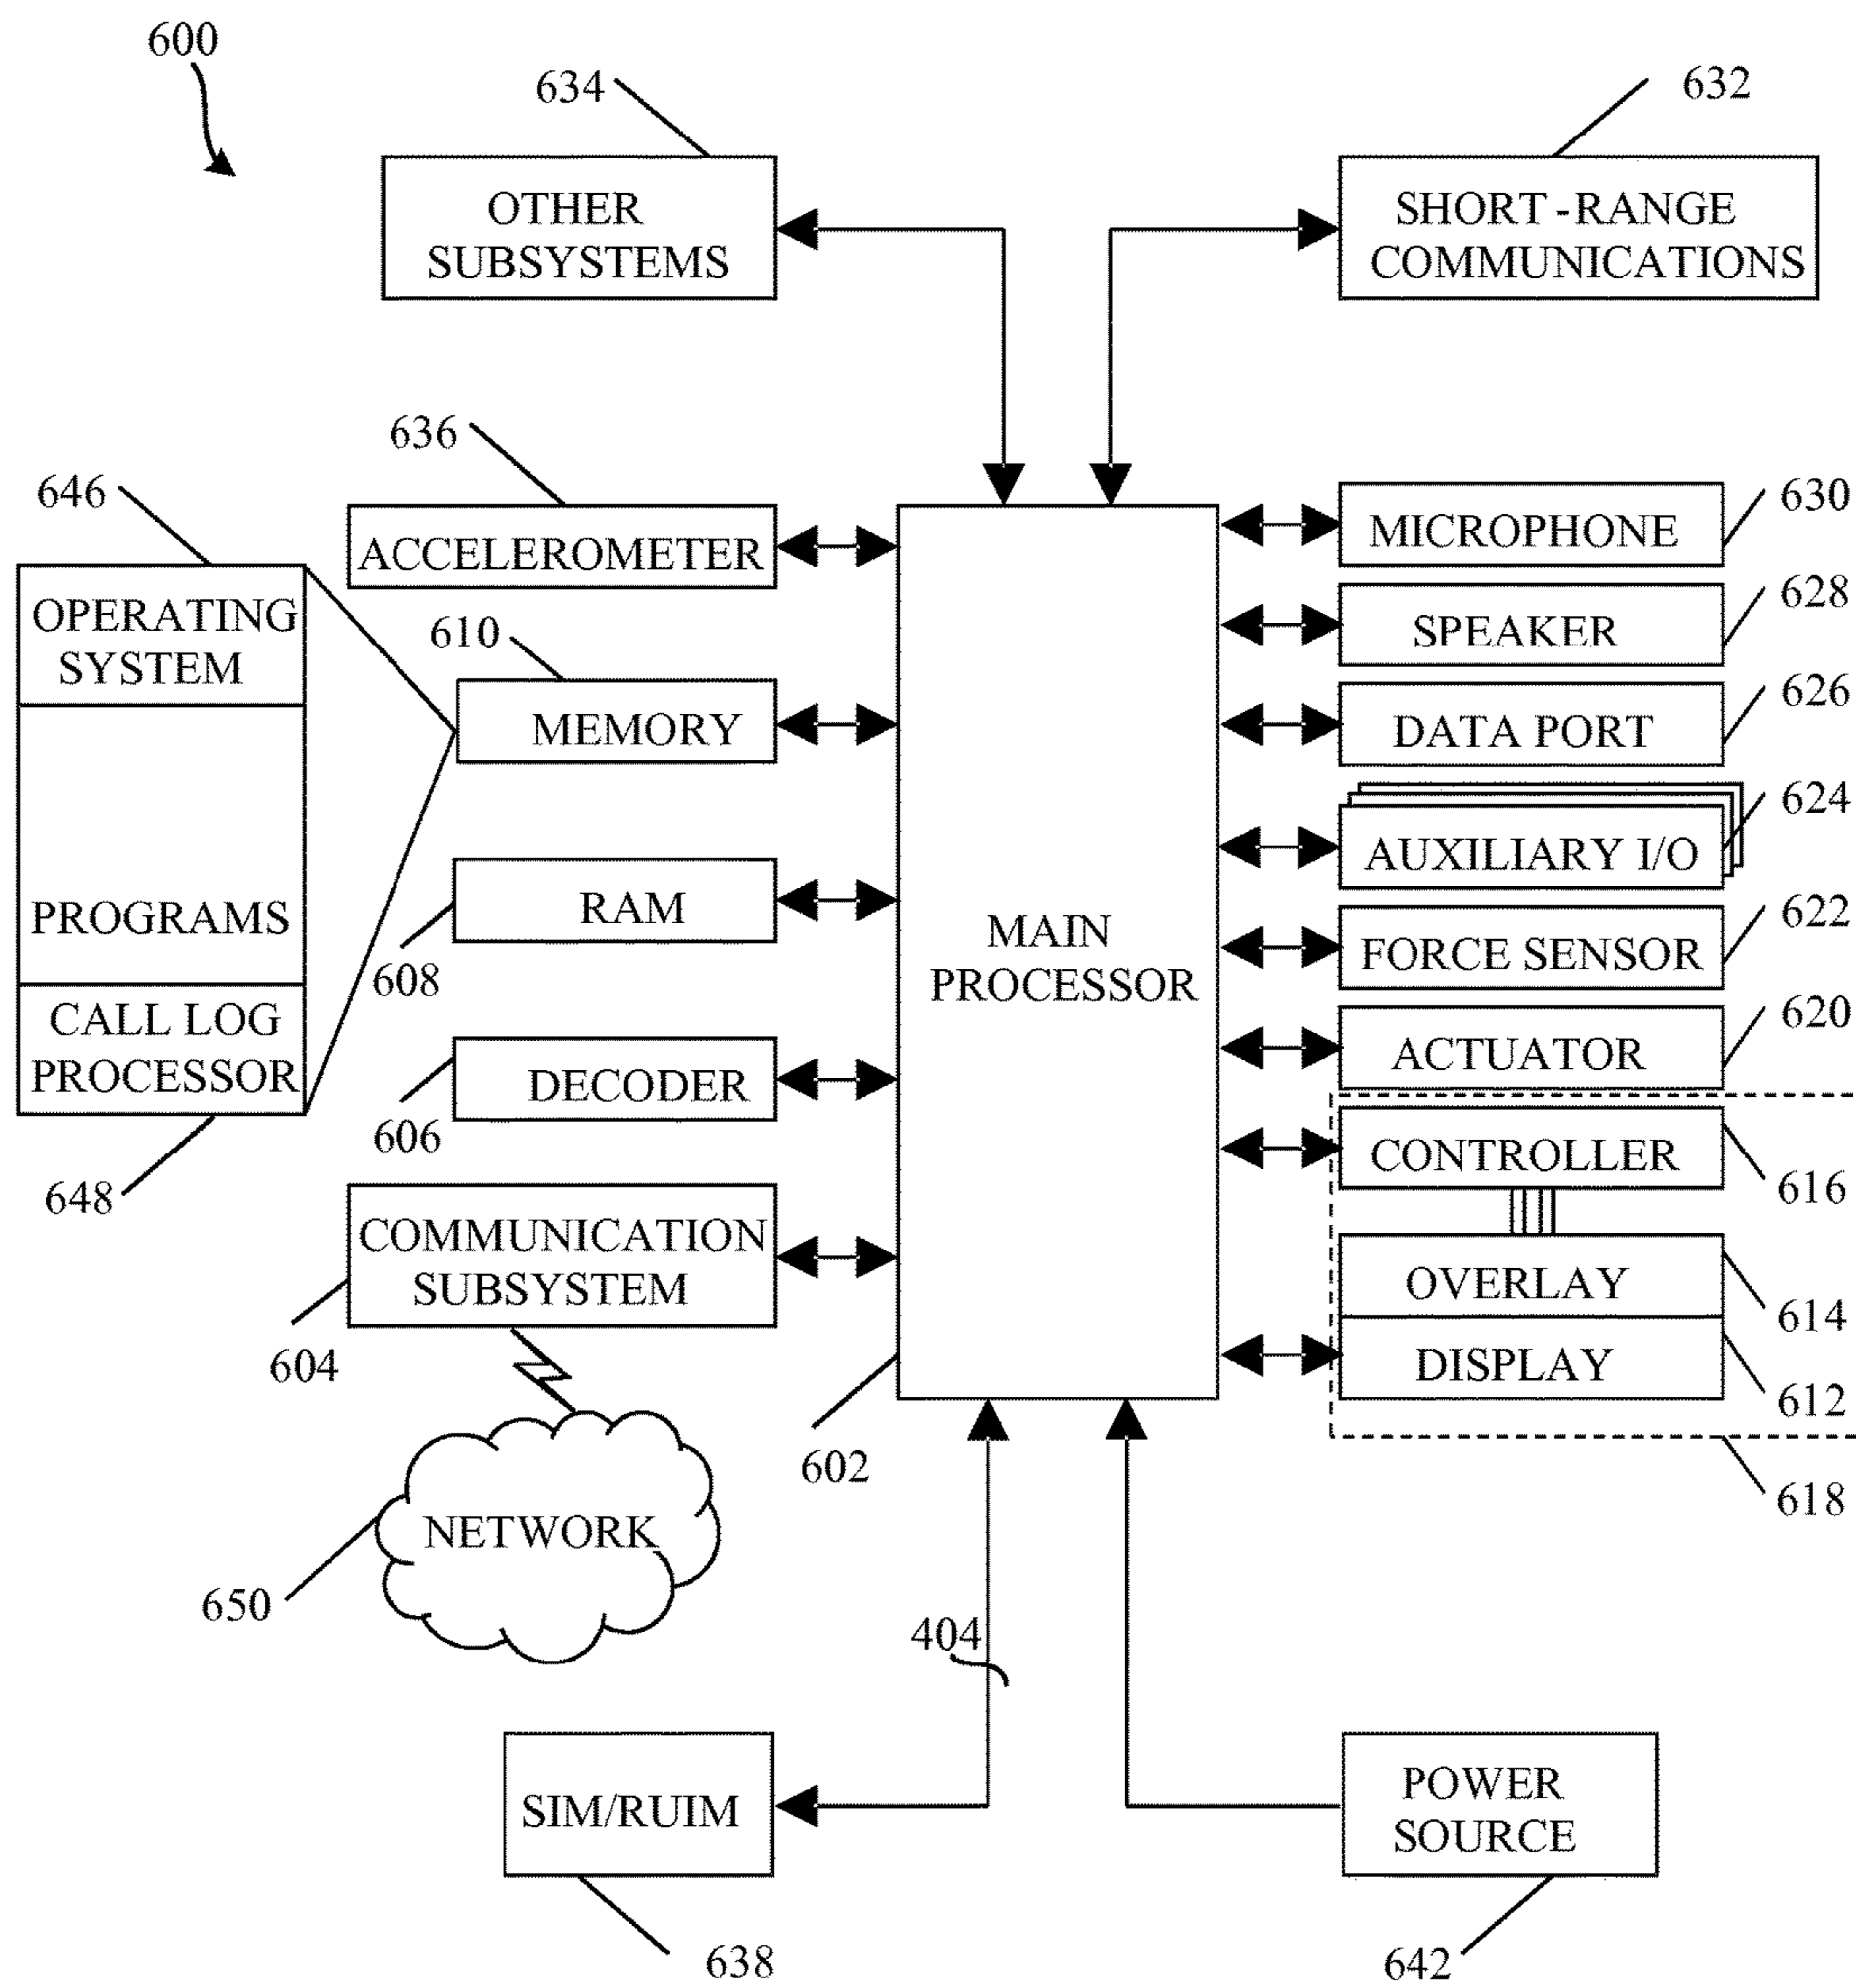 600
634
632
OTHER
SUBSYSTEMS
SHORT -RANGE
COMMUNICATIONS
636
646
ACCELEROMETER
MICROPHONE
630
OPERATING
SYSTEM
610
SPEAKER
628
MEMORY
DATA PORT
626
PROGRAMS
RAM
608
MAIN
PROCESSOR
AUXILIARY I/O
624
FORCE SENSOR
622
CALL LOG
PROCESSOR
648
DECODER
606
ACTUATOR
620
CONTROLLER
616
COMMUNICATION
SUBSYSTEM
604
OVERLAY
614
DISPLAY
612
602
618
NETWORK
650
404
SIM/RUIM
638
POWER
SOURCE
642